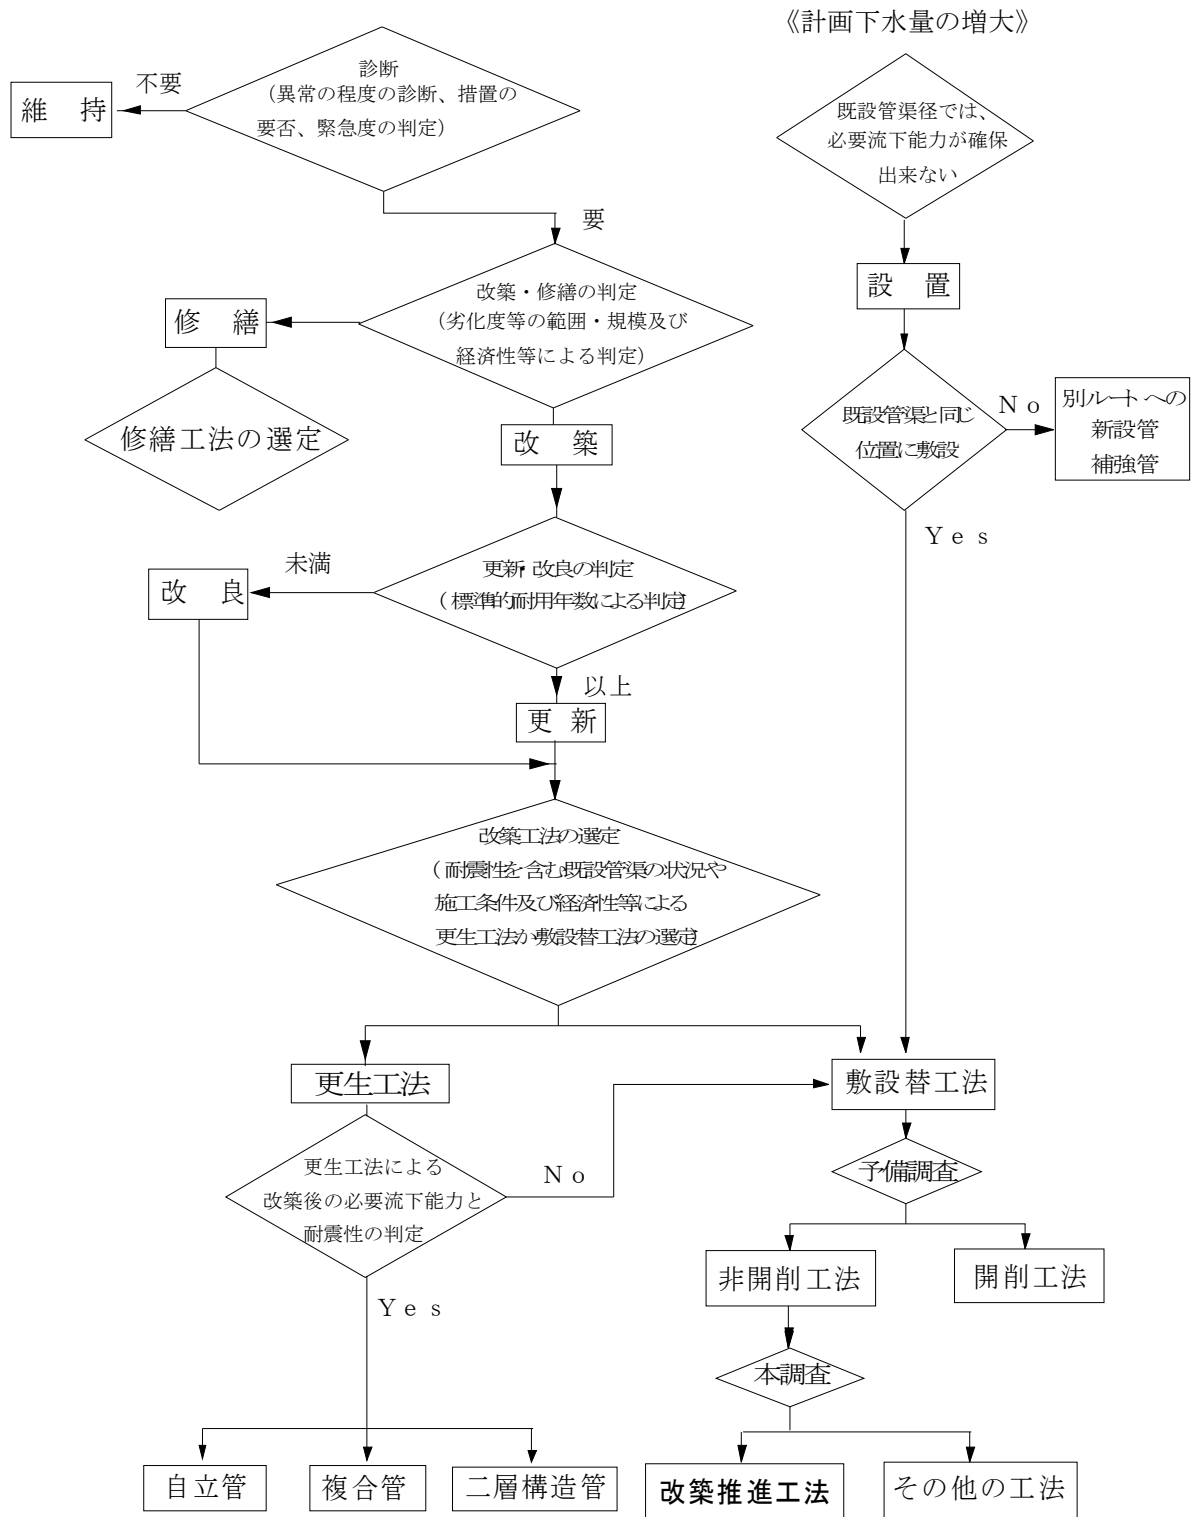 《計画下水量の増大》
診断
（異常の程度の診断、措置の
要否、緊急度の判定）
不要
維　持
要
既設管渠径では、
必要流下能力が確保
出来ない
設　置
改築・修繕の判定
（劣化度等の範囲・規模及び
経済性等による判定）
修　繕
修繕工法の選定
改　築
既設管渠と同じ
位置に敷設
Ｎｏ
別ルートへの
新設管
補強管
Ｙｅｓ
更新・改良の判定
（標準的耐用年数による判定）
未満
改　良
以上
更　新
改築工法の選定
（耐震性を含む既設管渠の状況や
施工条件及び経済性等による
更生工法か敷設替工法の選定）
更生工法
敷設替工法
更生工法による
改築後の必要流下能力と
耐震性の判定
Ｎｏ
Ｙｅｓ
予備調査
非開削工法
開削工法
本調査
自立管
複合管
二層構造管
改築推進工法
その他の工法